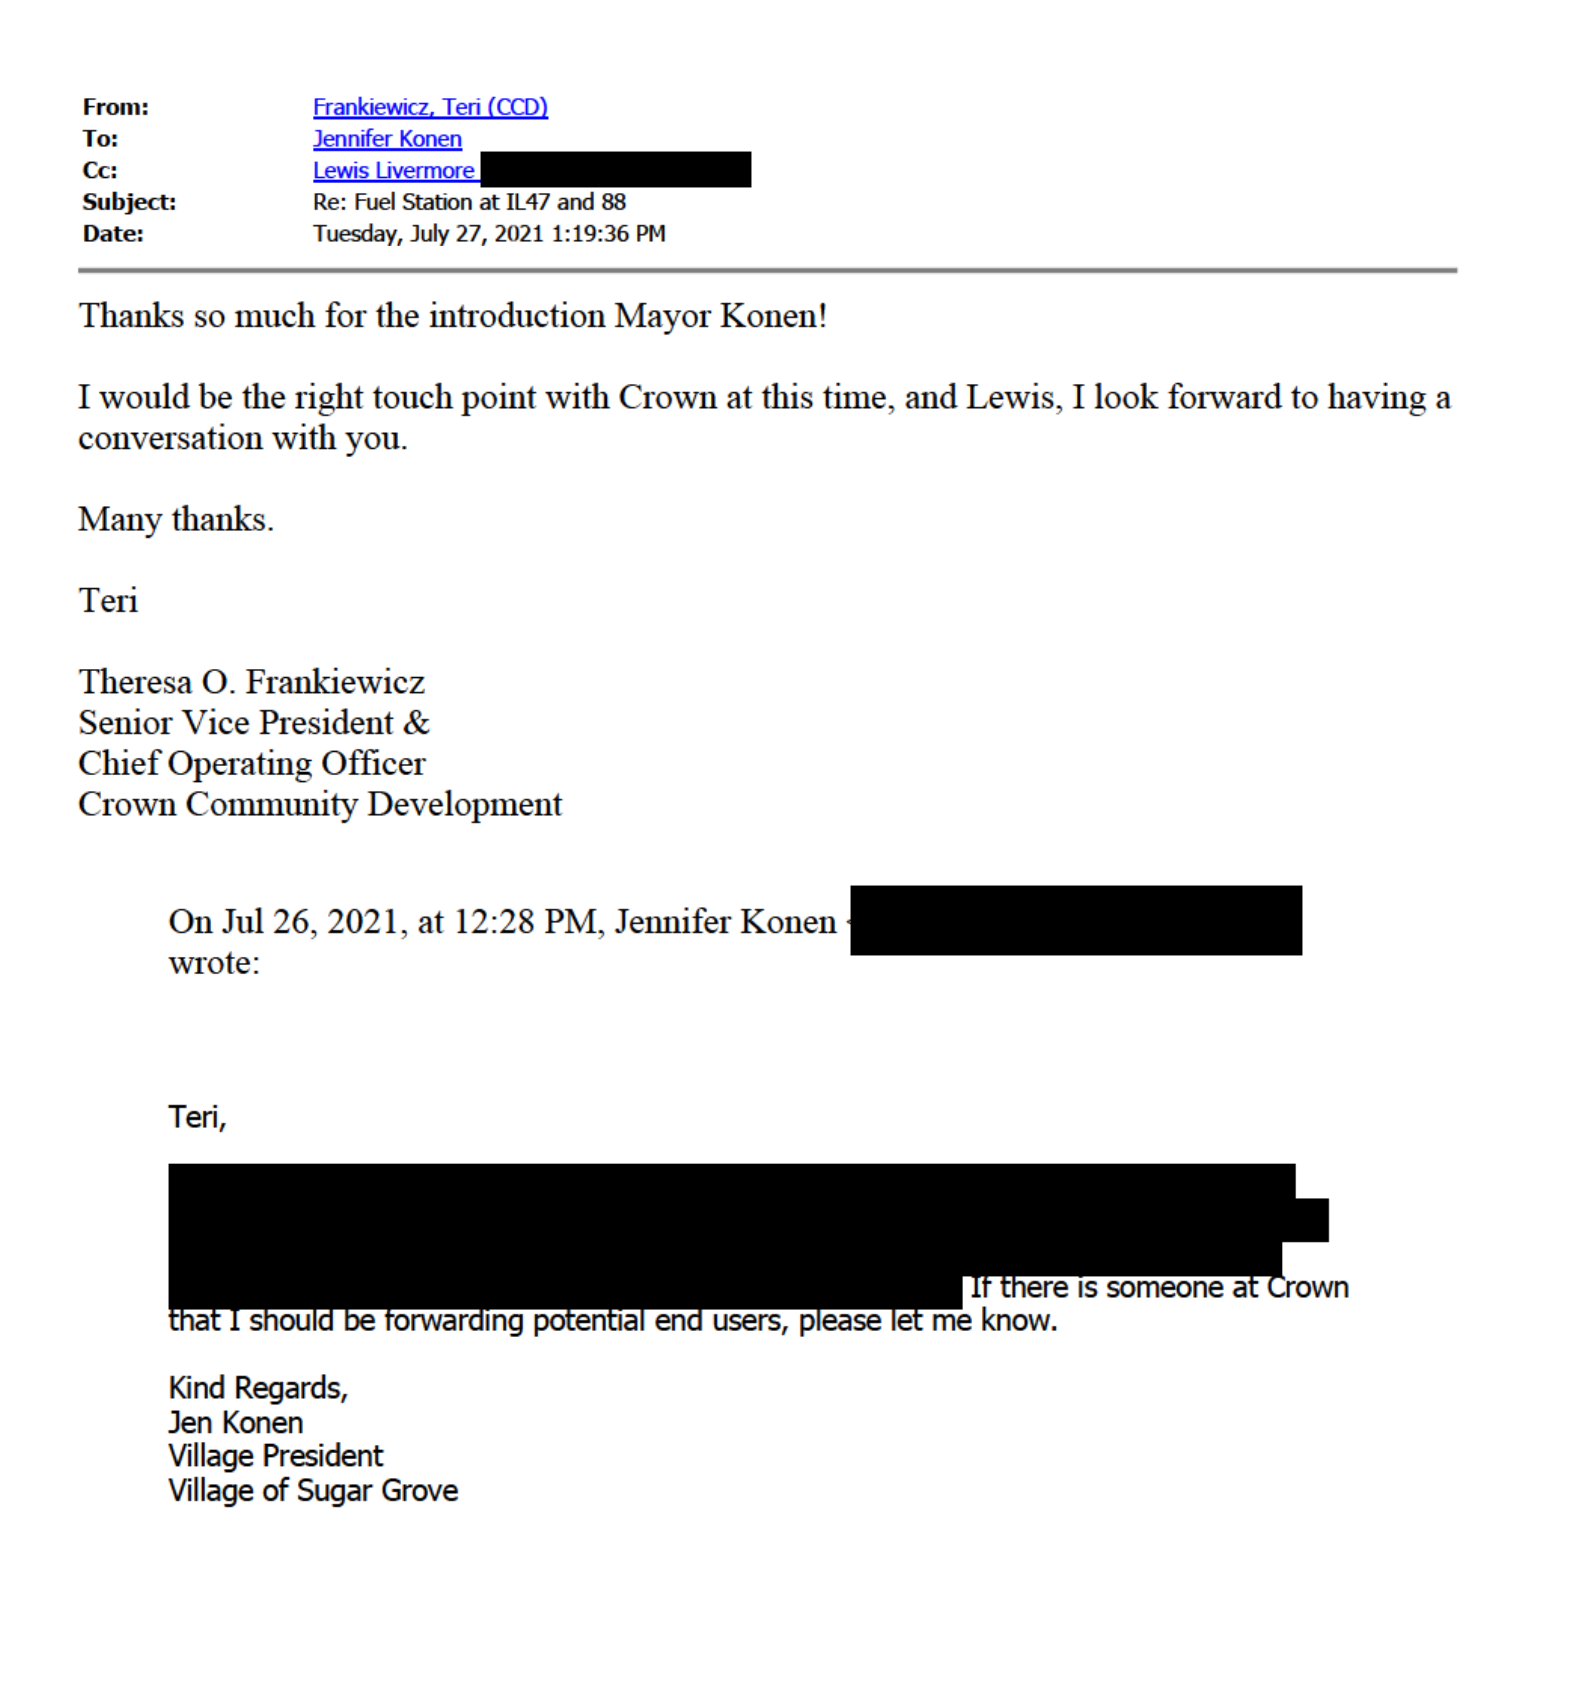 From: Frankiewicz, Teri (CCD)
To: Jennifer Konen
Cc: Lewis Livermore
Subject: Re: Fuel Station at IL47 and 88
Date: Tuesday, July 27, 2021 1:19:36 PM
Thanks so much for the introduction Mayor Konen!
I would be the right touch point with Crown at this time, and Lewis, I look forward to having a
conversation with you.
Many thanks.
Teri
Theresa O. Frankiewicz
Senior Vice President &
Chief Operating Officer
Crown Community Development
On Jul 26, 2021, at 12:28 PM, Jennifer Konen
wrote:
Teri,
If there is someone at Crown
that I should be forwarding potential end users, please let me know.
Kind Regards,
Jen Konen
Village President
Village of Sugar Grove